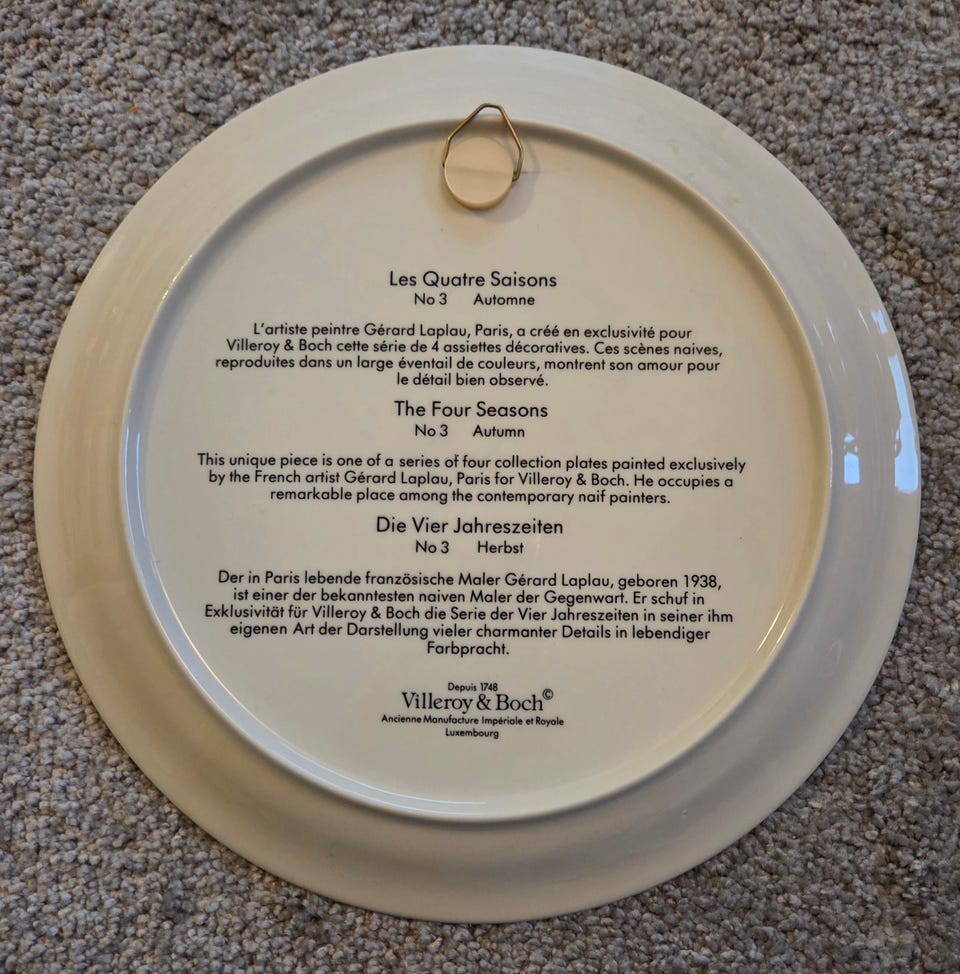 Les Quatre Saisons
No 3 Automne
L'artiste peintre Gérard Laplau, Paris, a créé en exclusivité pour
Villeroy & Boch cette série de 4 assiettes décoratives. Ces scènes naives,
reproduites dans un large éventail de couleurs, montrent son amour pour
le détail bien observé.
The Four Seasons
No 3 Autumn
This unique piece is one of a series of four collection plates painted exclusively
by the French artist Gérard Laplau, Paris for Villeroy & Boch. He occupies a
remarkable place among the contemporary naif painters.
Die Vier Jahreszeiten
No 3 Herbst
Der in Paris lebende französische Maler Gérard Laplau, geboren 1938,
ist einer der bekanntesten naiven Maler der Gegenwart. Er schuf in
Exklusivität für Villeroy & Boch die Serie der Vier Jahreszeiten in seiner ihm
eigenen Art der Darstellung vieler charmanter Details in lebendiger
Farbpracht.
Depuis 1748
Villeroy & Boch©
Ancienne Manufacture Impériale et Royale
Luxembourg